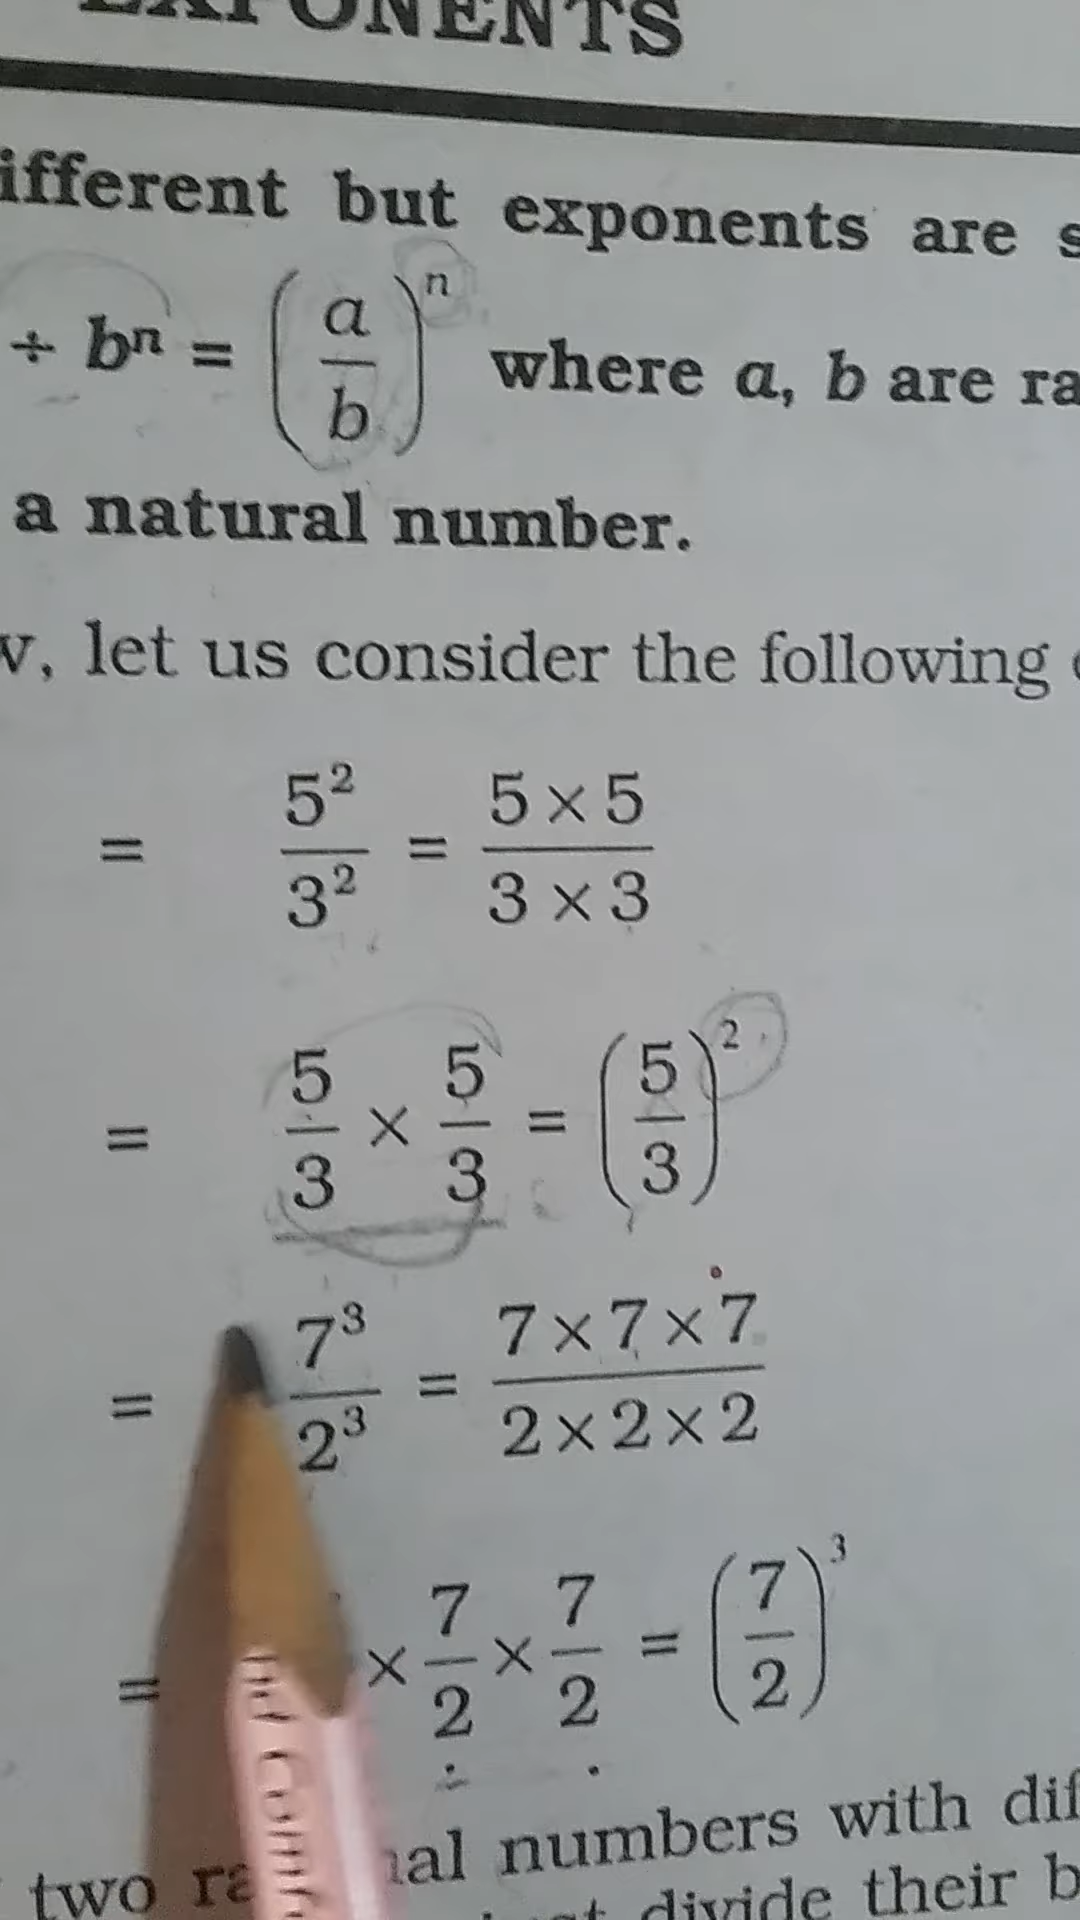 EXPONENTS
ifferent but exponents are s
÷ bⁿ = (a/b)ⁿ where a, b are ra
a natural number.
w, let us consider the following
= 5²/3² = 5 × 5/3 × 3
= 5/3 × 5/3 = (5/3)²
= 7³/2³ = 7 × 7 × 7/2 × 2 × 2
= × 7/2 × 7/2 = (7/2)³
two ra nal numbers with dif
divide their b